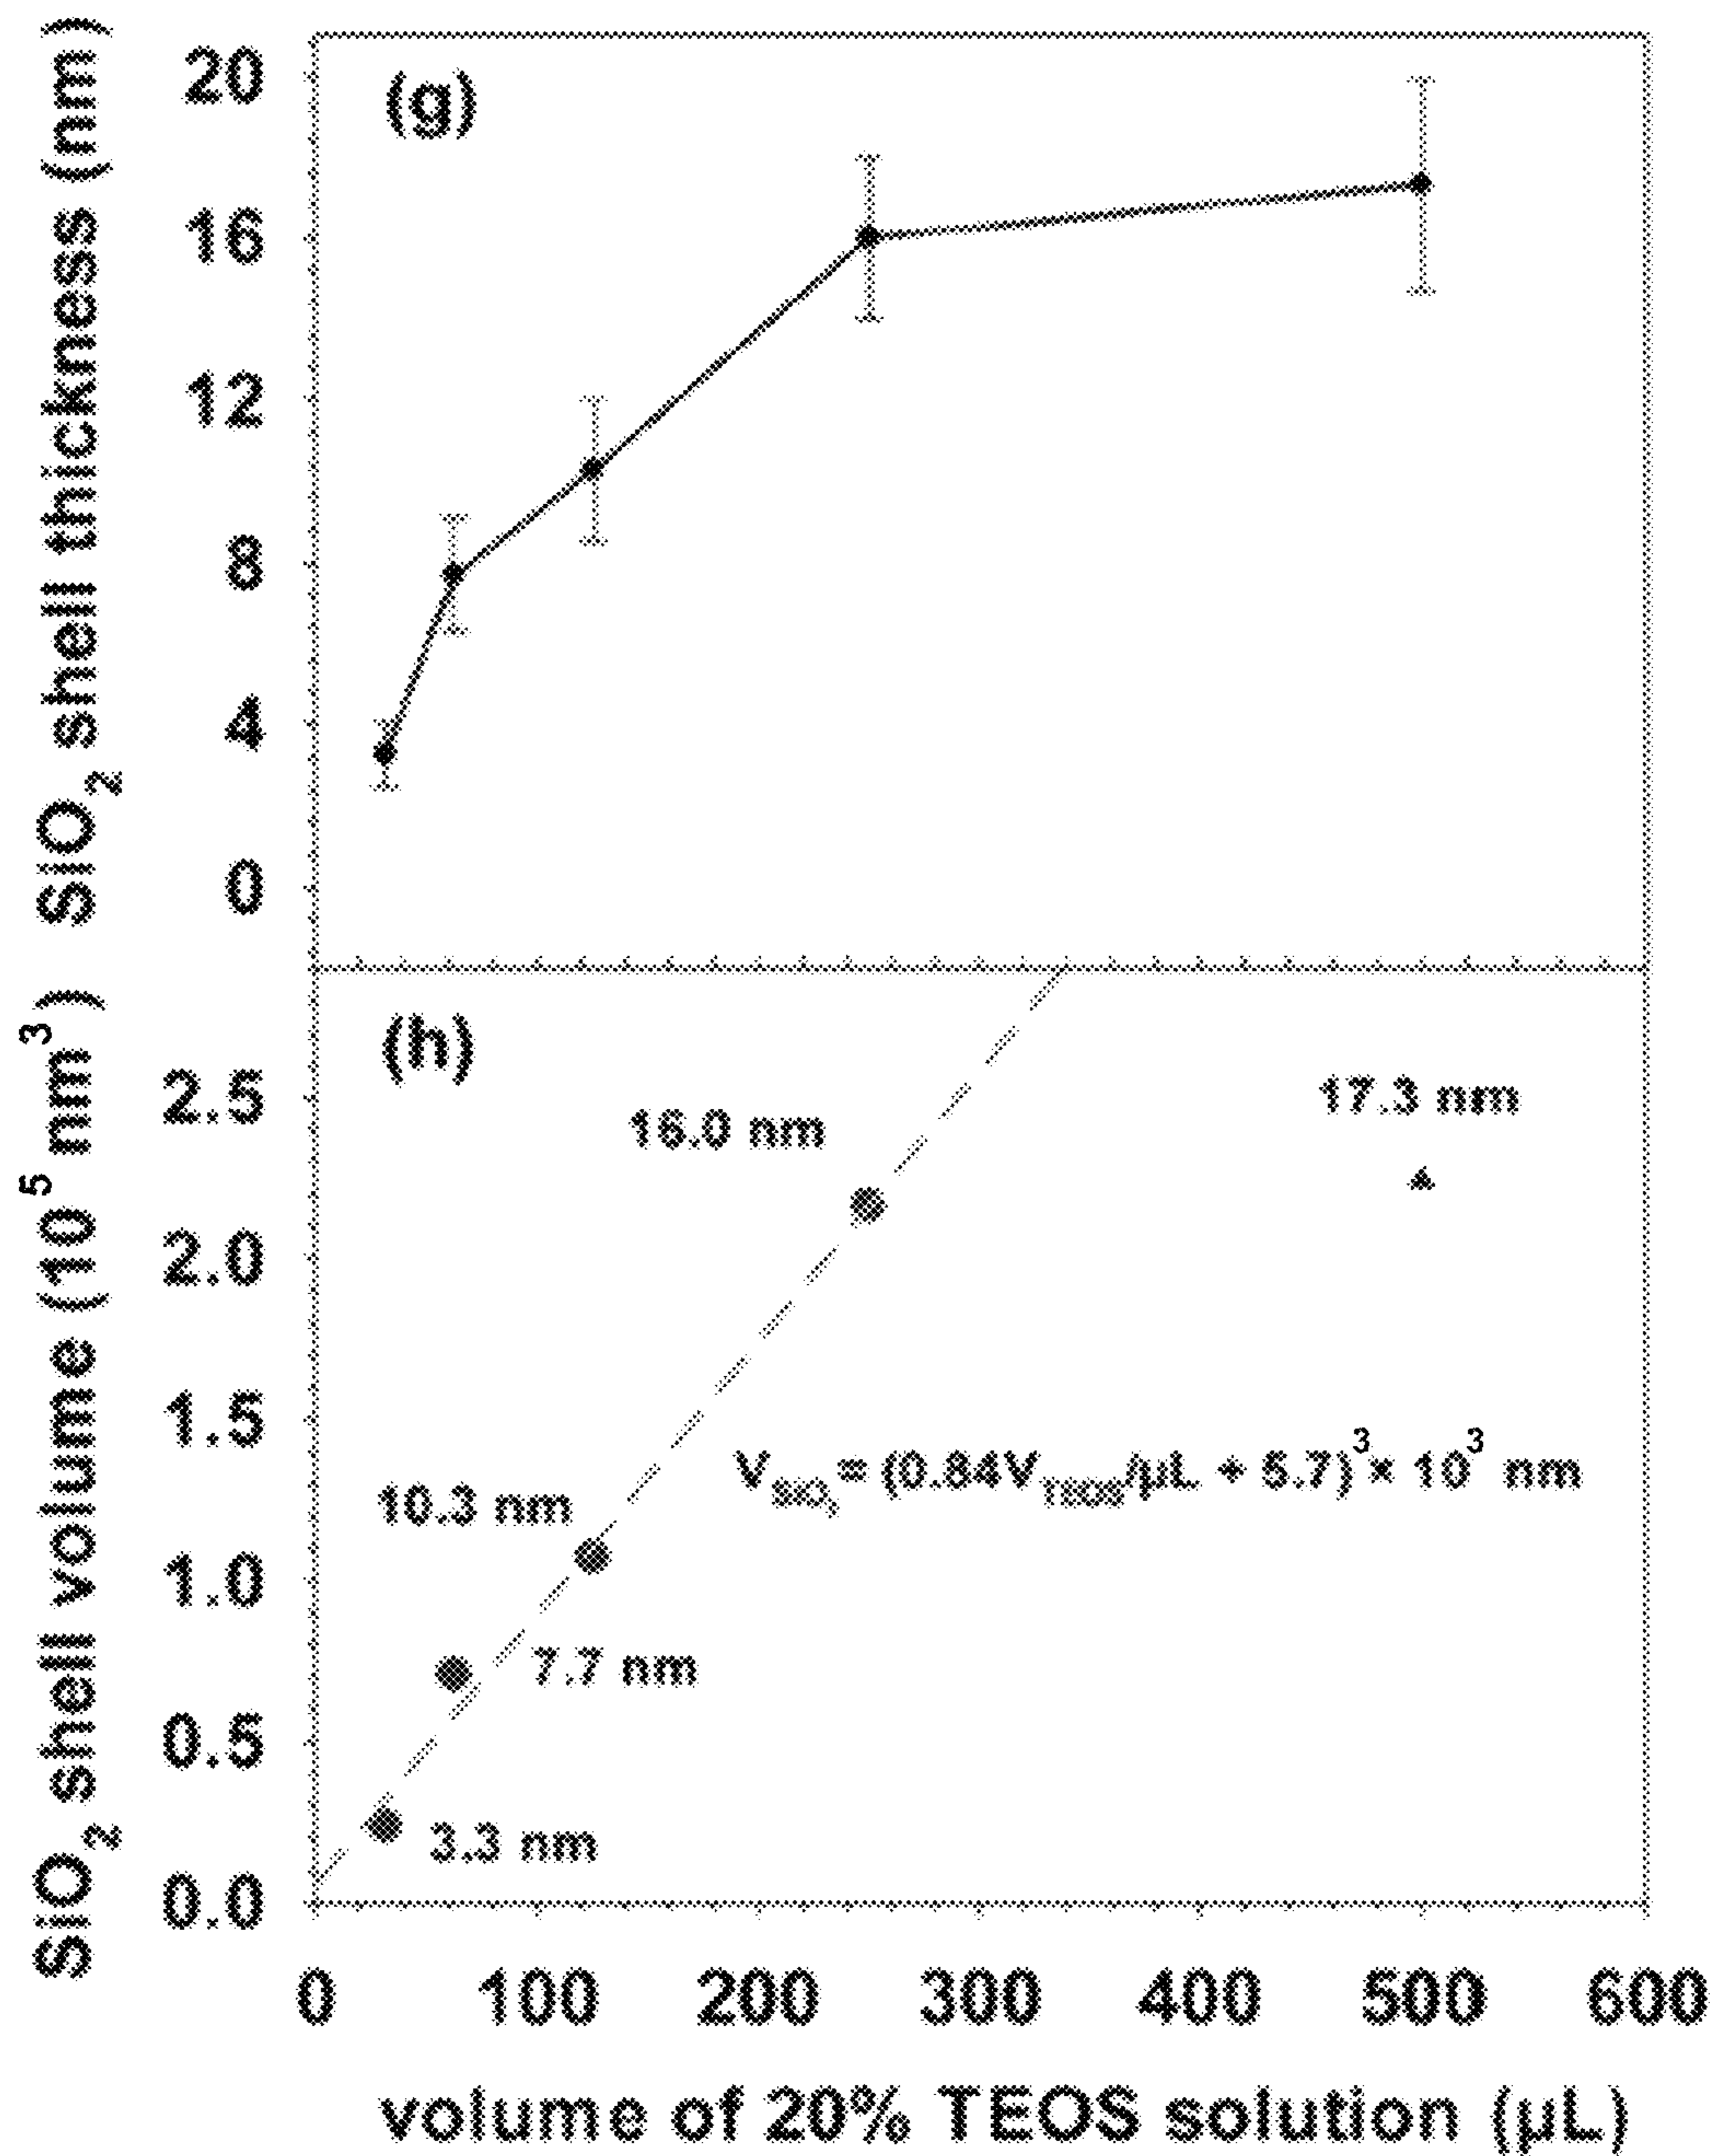 SiO2 shell thickness (nm)
20
16
12
8
4
0
(g)
SiO2 shell volume (10^5 nm^3)
2.5
2.0
1.5
1.0
0.5
0.0
(h)
16.0 nm
17.3 nm
VSiO2 = (0.84VTEOS/μL + 5.7)^3 × 10^3 nm
10.3 nm
7.7 nm
3.3 nm
0 100 200 300 400 500 600
volume of 20% TEOS solution (μL)